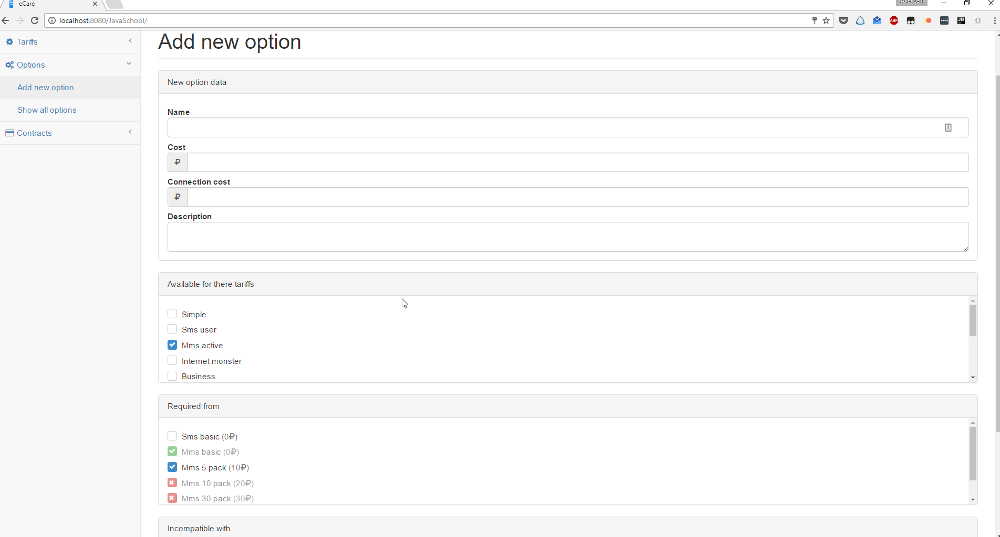 eCare
Алексей
localhost:8080/JavaSchool/
ABP
JB
Tariffs
Options
Add new option
Show all options
Contracts
Add new option
New option data
Name
Cost
₽
Connection cost
₽
Description
Available for there tariffs
Simple
Sms user
Mms active
Internet monster
Business
Required from
Sms basic (0₽)
Mms basic (0₽)
Mms 5 pack (10₽)
Mms 10 pack (20₽)
Mms 30 pack (30₽)
Incompatible with